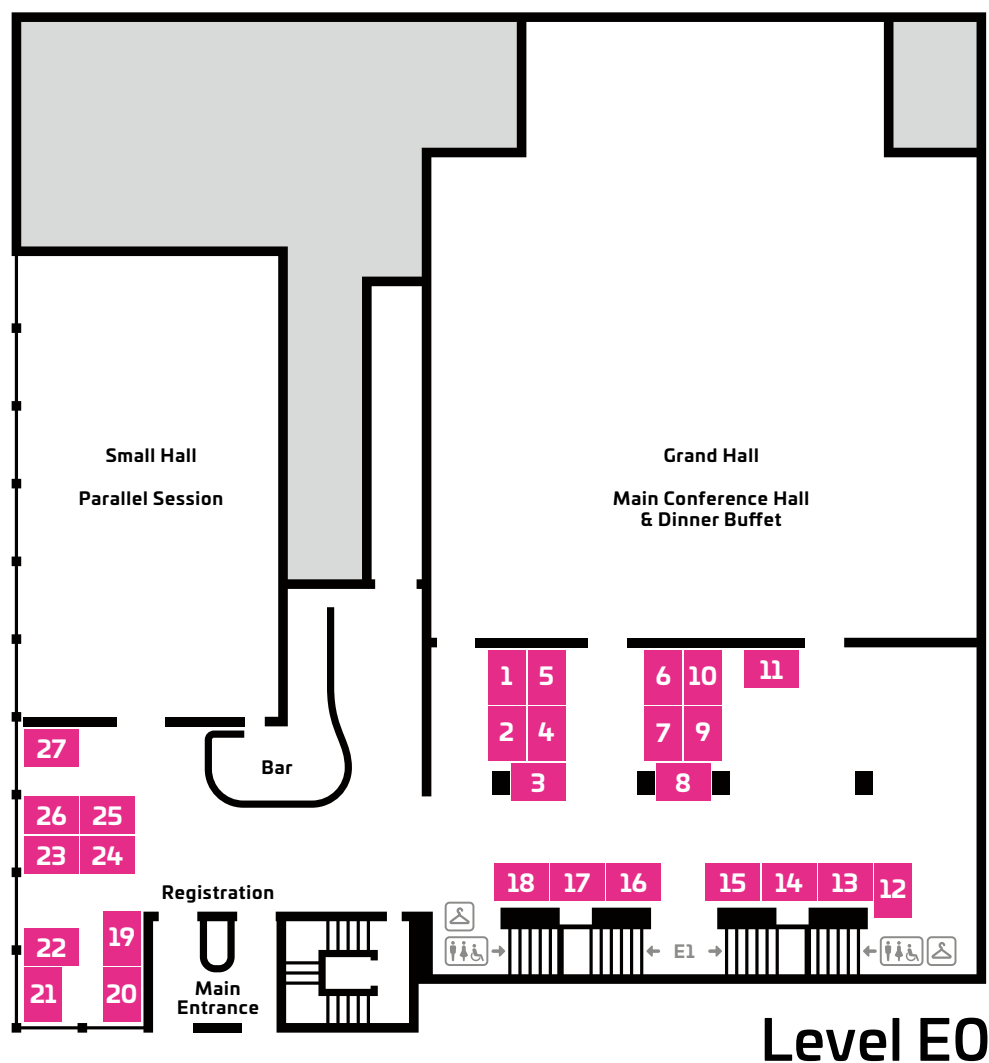 Small Hall
Parallel Session
Grand Hall
Main Conference Hall
& Dinner Buffet
1 5 6 10 11
2 4 7 9
27
Bar
3 8
26 25
23 24
18 17 16 15 14 13 12
Registration
19
22
E1
21 20
Main
Entrance
Level E0